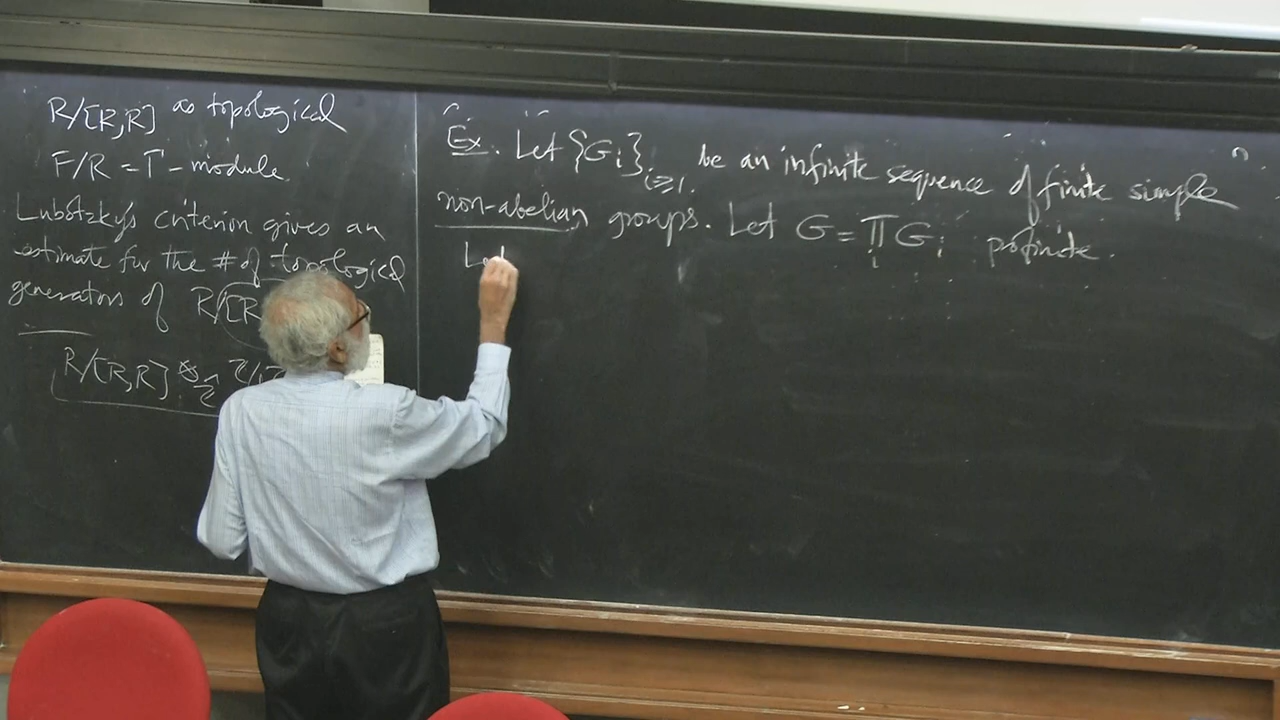 R/[R,R] as topological
F/R = Γ - module.
Lubotzky's criterion gives an
estimate for the # of topological
generators of R/[R
R/[R,R] ⊗
Ex. Let {G_i}_{i≥1} be an infinite sequence of finite simple
non-abelian groups. Let G = ∏_i G_i profinite.
Let